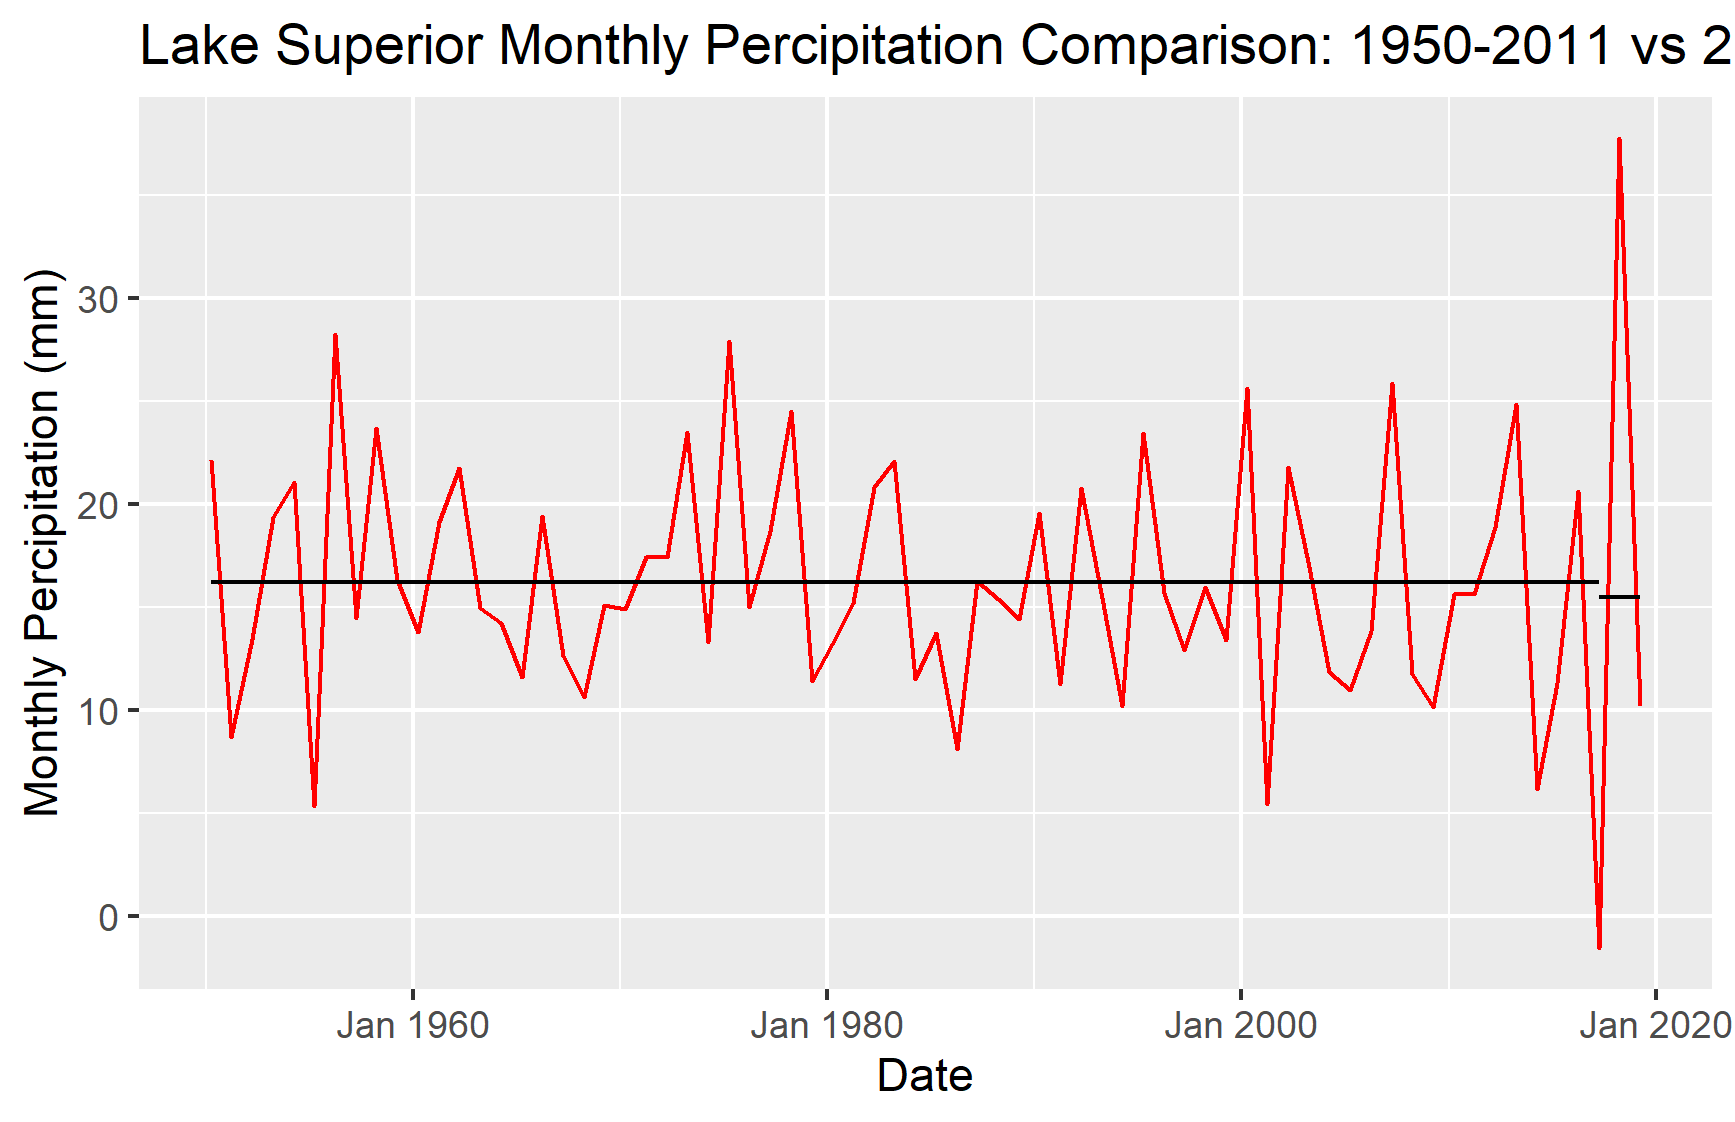 Lake Superior Monthly Percipitation Comparison: 1950-2011 vs 2
Monthly Percipitation (mm)
30
20
10
0
Jan 1960
Jan 1980
Jan 2000
Jan 2020
Date